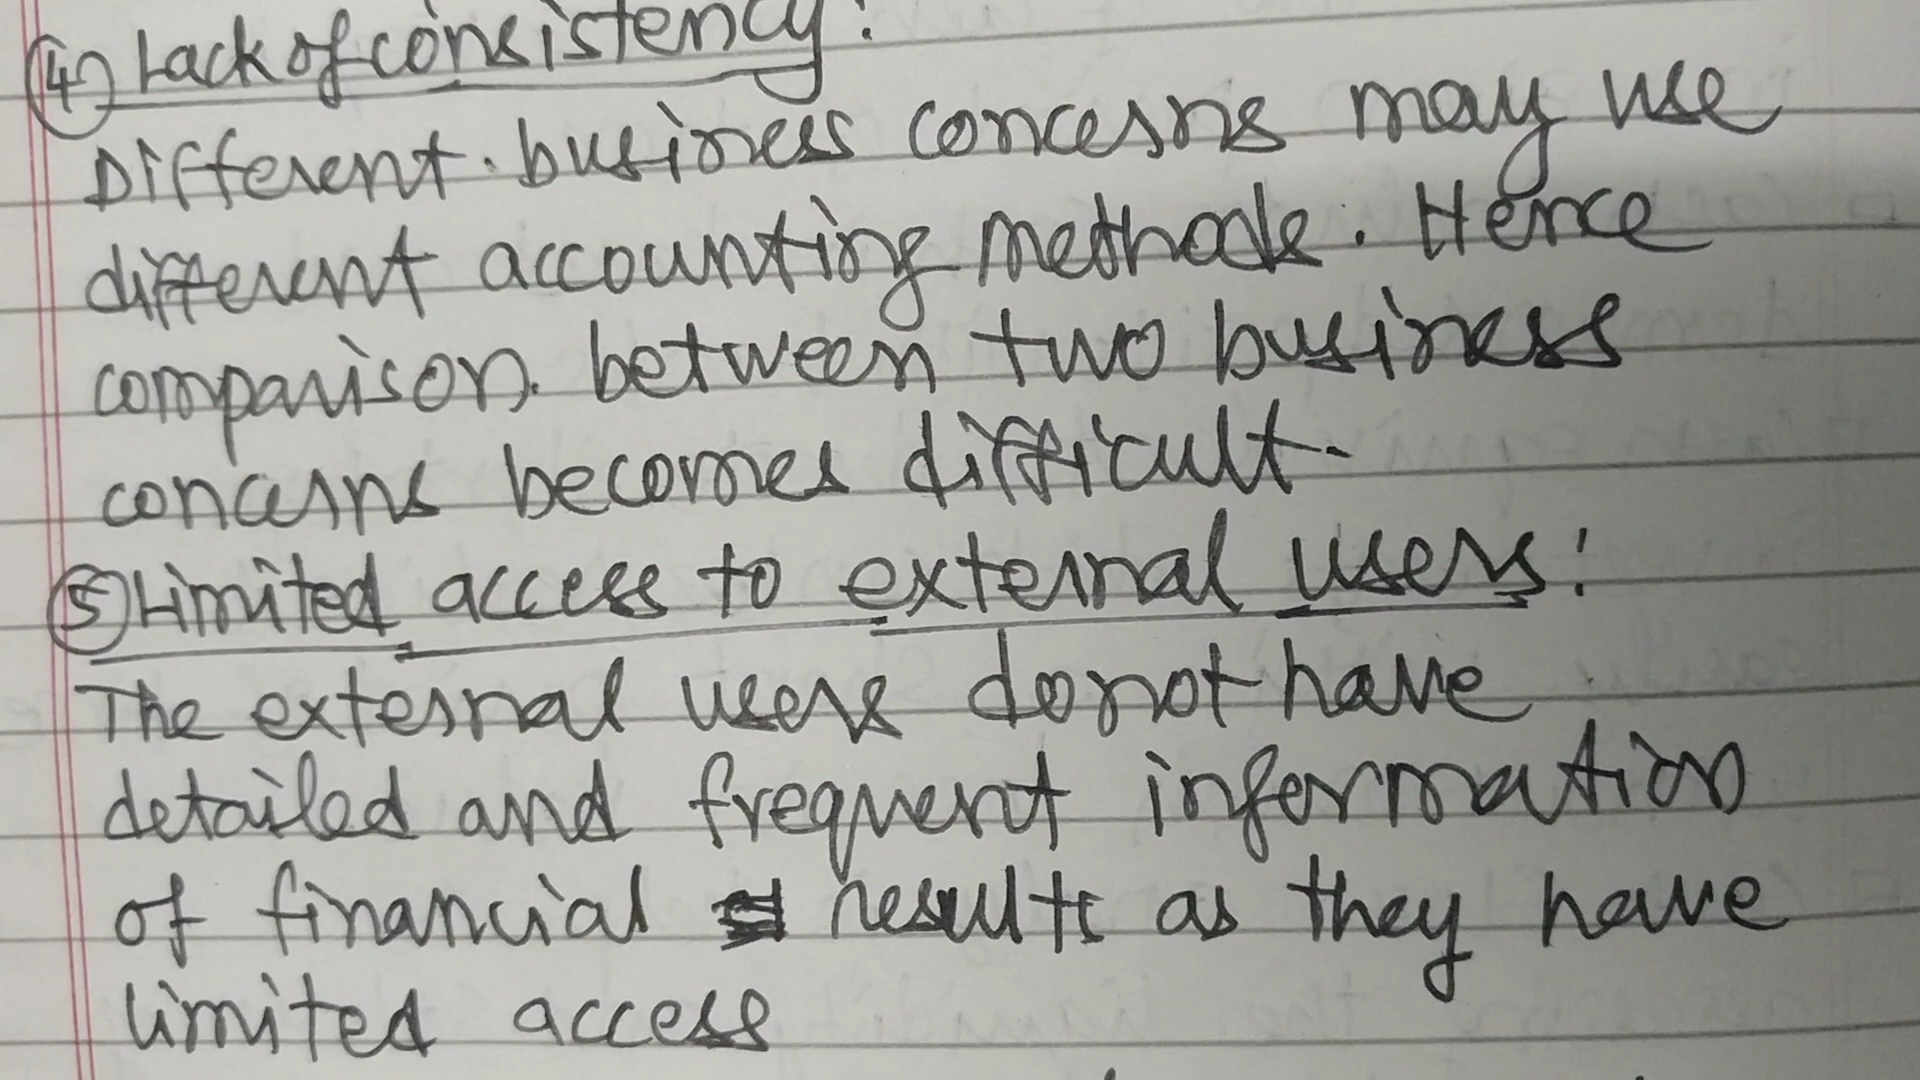 ④ Lack of consistency:
Different business concerns may use
different accounting methods. Hence
comparison between two business
concerns becomes difficult.
⑤ Limited access to external users:
The external users do not have
detailed and frequent information
of financial results as they have
limited access